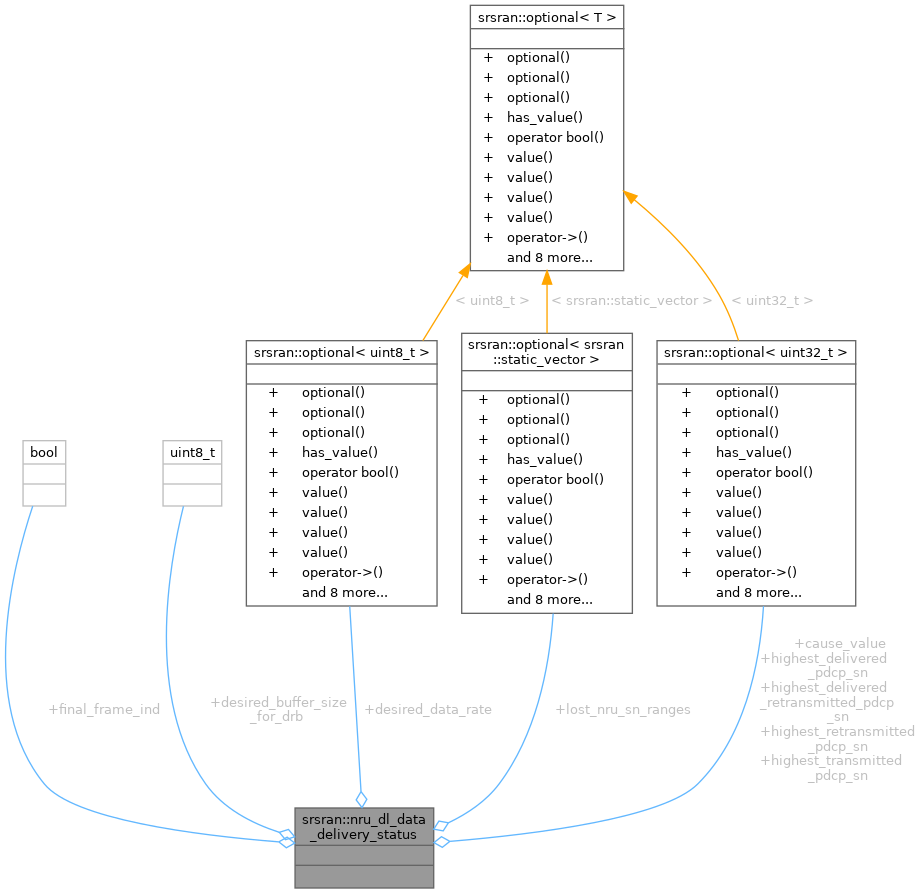 srsran::optional< T >
+ optional()
+ optional()
+ optional()
+ has_value()
+ operator bool()
+ value()
+ value()
+ value()
+ value()
+ operator->()
and 8 more...
< uint8_t >
< srsran::static_vector >
< uint32_t >
bool
uint8_t
srsran::optional< uint8_t >
+ optional()
+ optional()
+ optional()
+ has_value()
+ operator bool()
+ value()
+ value()
+ value()
+ value()
+ operator->()
and 8 more...
srsran::optional< srsran
::static_vector >
+ optional()
+ optional()
+ optional()
+ has_value()
+ operator bool()
+ value()
+ value()
+ value()
+ value()
+ operator->()
and 8 more...
srsran::optional< uint32_t >
+ optional()
+ optional()
+ optional()
+ has_value()
+ operator bool()
+ value()
+ value()
+ value()
+ value()
+ operator->()
and 8 more...
+final_frame_ind
+desired_buffer_size
_for_drb
+desired_data_rate
+lost_nru_sn_ranges
+cause_value
+highest_delivered
_pdcp_sn
+highest_delivered
_retransmitted_pdcp
_sn
+highest_retransmitted
_pdcp_sn
+highest_transmitted
_pdcp_sn
srsran::nru_dl_data
_delivery_status